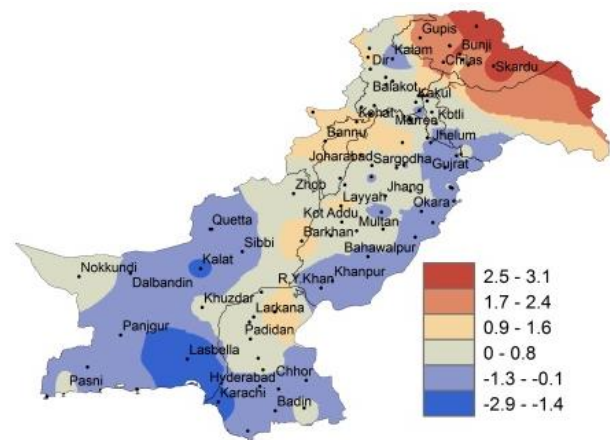 Gupis
Kalam
Bunji
Dir
Chilas
Skardu
Balakot
Kakul
Kohat
Murree
Kotli
Bannu
Jhelum
Joharabad
Sargodha
Gujrat
Zhob
Layyah
Jhang
Okara
Quetta
Kot Addu
Multan
Sibbi
Barkhan
Bahawalpur
Nokkundi
Kalat
Dalbandin
R.Y.Khan
Khanpur
Khuzdar
Larkana
Panjgur
Padidan
Lasbella
Pasni
Hyderabad
Chhor
Karachi
Badin
2.5 - 3.1
1.7 - 2.4
0.9 - 1.6
0 - 0.8
-1.3 - -0.1
-2.9 - -1.4